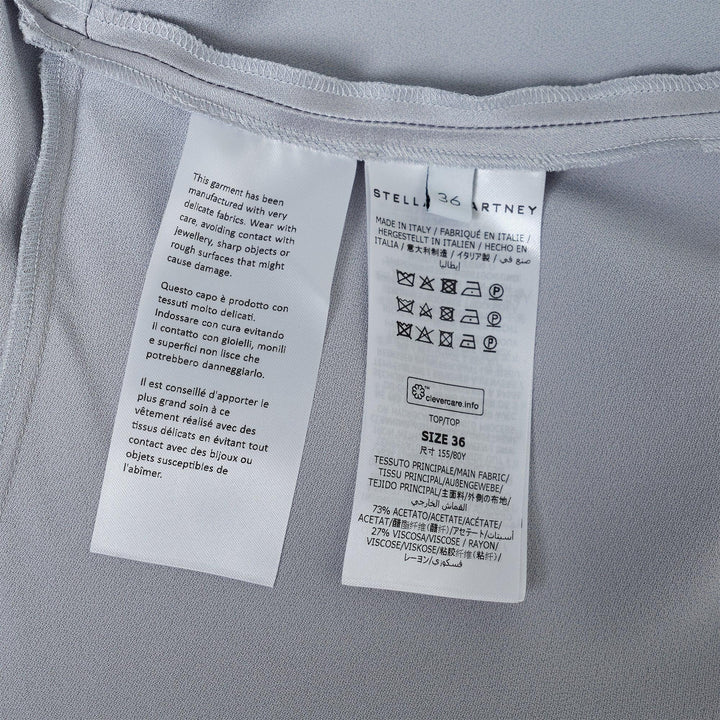 This garment has been
manufactured with very
delicate fabrics. Wear with
care, avoiding contact with
jewellery, sharp objects or
rough surfaces that might
cause damage.
Questo capo è prodotto con
tessuti molto delicati.
Indossare con cura evitando
il contatto con gioielli, monili
e superfici non lisce che
potrebbero danneggiarlo.
Il est conseillé d'apporter le
plus grand soin à ce
vêtement réalisé avec des
tissus délicats en évitant tout
contact avec des bijoux ou
objets susceptibles de
l'abîmer.
STELLA
36
ARTNEY
MADE IN ITALY / FABRIQUÉ EN ITALIE /
HERGESTELLT IN ITALIEN / HECHO EN
ITALIA / 意大利制造 / イタリア製 / صنع في
إيطاليا
P
P
P
clevercare.info
TOP/TOP
SIZE 36
尺寸 155/80Y
TESSUTO PRINCIPALE/MAIN FABRIC/
TISSU PRINCIPAL/AUßENGEWEBE/
TEJIDO PRINCIPAL/主面料/外側の布地/
القماش الخارجي
73% ACETATO/ACETATE/ACÉTATE/
ACETAT/醋酯纤维(醋纤)/アセテート/أسيتات
27% VISCOSA/VISCOSE / RAYON/
VISCOSE/VISKOSE/粘胶纤维(粘纤)/
レーヨン/فسكوزي